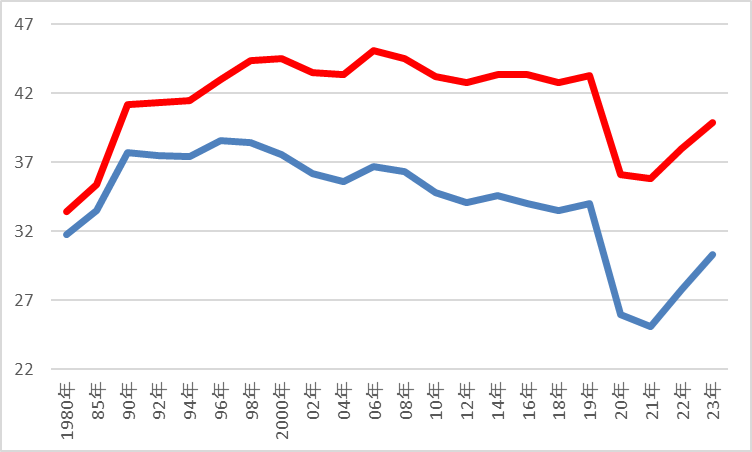 47
42
37
32
27
22
1980年
85年
90年
92年
94年
96年
98年
2000年
02年
04年
06年
08年
10年
12年
14年
16年
18年
19年
20年
21年
22年
23年